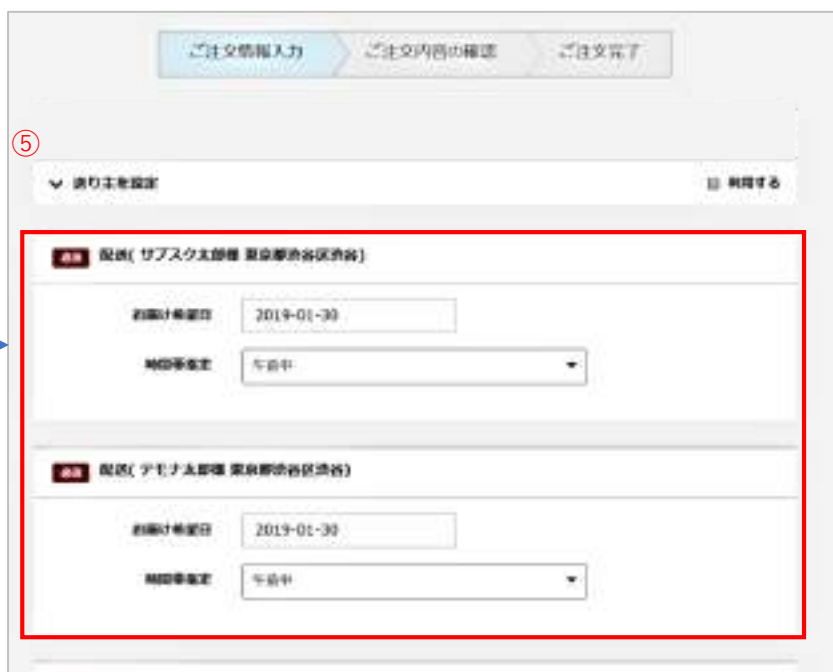 ご注文情報入力 ご注文内容の確認 ご注文完了
⑤
送り主を設定 利用する
必須 配送( サブスク太郎様 東京都渋谷区渋谷)
お届け希望日 2019-01-30
時間帯指定 午前中
必須 配送( テモナ太郎様 東京都渋谷区渋谷)
お届け希望日 2019-01-30
時間帯指定 午前中